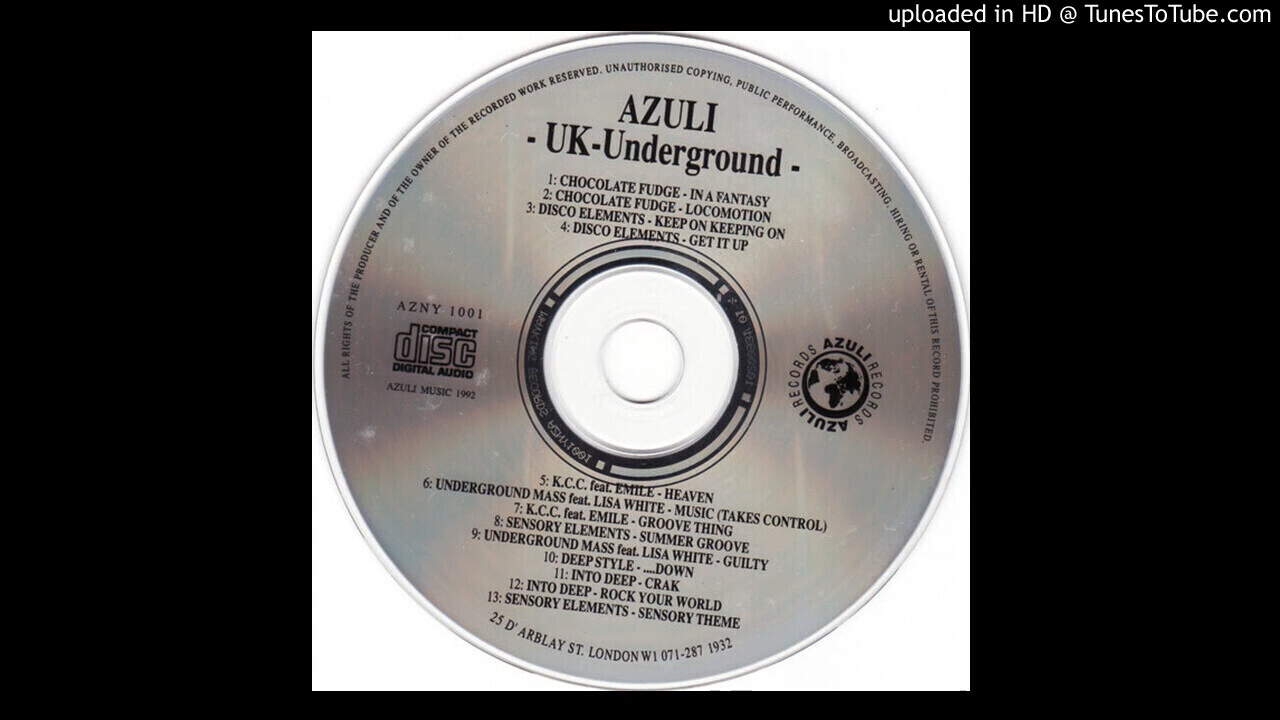 uploaded in HD @ TunesToTube.com
ALL RIGHTS OF THE PRODUCER AND OF THE OWNER OF THE RECORDED WORK RESERVED. UNAUTHORISED COPYING, PUBLIC PERFORMANCE, BROADCASTING, HIRING OR RENTAL OF THIS RECORD PROHIBITED.
AZULI
- UK-Underground -
1: CHOCOLATE FUDGE - IN A FANTASY
2: CHOCOLATE FUDGE - LOCOMOTION
3: DISCO ELEMENTS - KEEP ON KEEPING ON
4: DISCO ELEMENTS - GET IT UP
AZNY 1001
COMPACT
disc
DIGITAL AUDIO
AZULI MUSIC 1992
AZULI RECORDS
AZULI RECORDS
5: K.C.C. feat. EMILE - HEAVEN
6: UNDERGROUND MASS feat. LISA WHITE - MUSIC (TAKES CONTROL)
7: K.C.C. feat. EMILE - GROOVE THING
8: SENSORY ELEMENTS - SUMMER GROOVE
9: UNDERGROUND MASS feat. LISA WHITE - GUILTY
10: DEEP STYLE - ....DOWN
11: INTO DEEP - CRAK
12: INTO DEEP - ROCK YOUR WORLD
13: SENSORY ELEMENTS - SENSORY THEME
25 D' ARBLAY ST. LONDON W1 071-287 1932